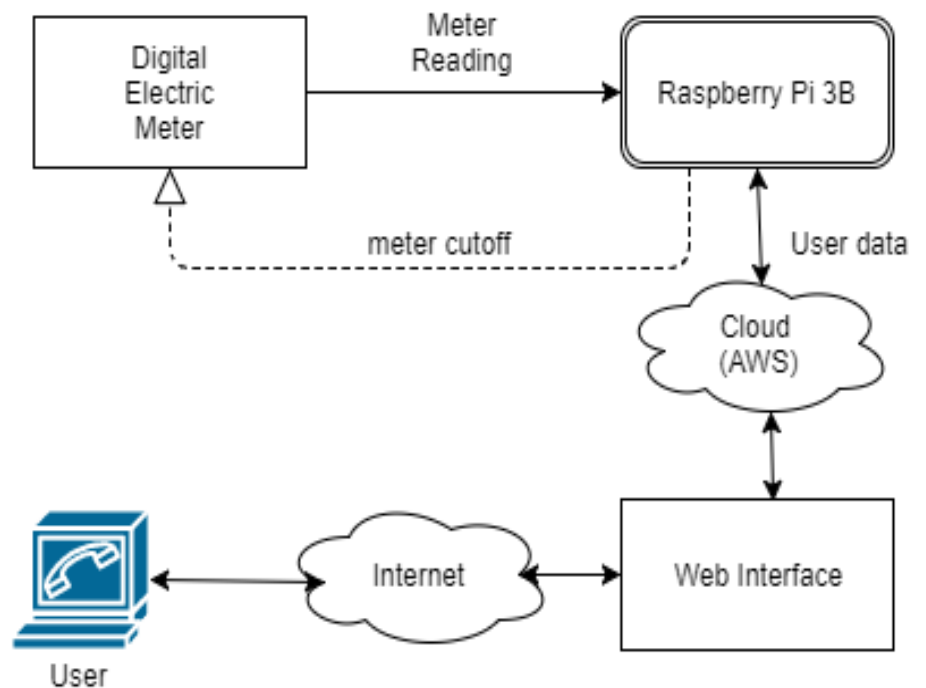 Digital
Electric
Meter
Meter
Reading
Raspberry Pi 3B
meter cutoff
User data
Cloud
(AWS)
Internet
Web Interface
User